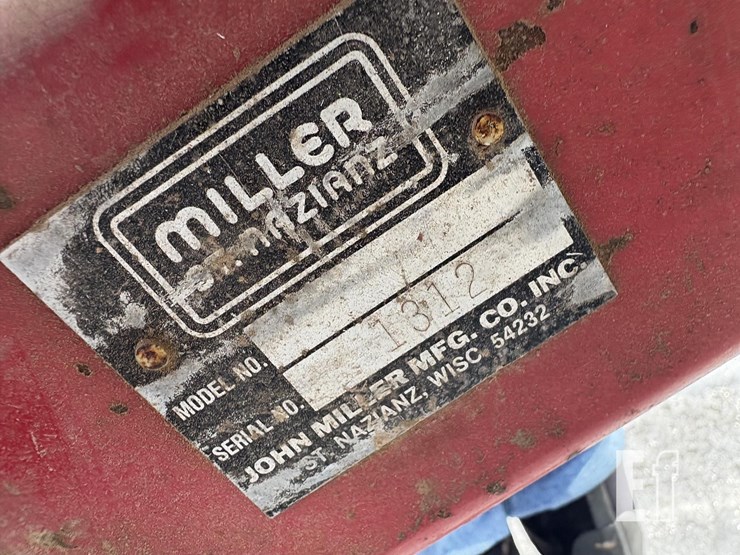 MILLER
ST. NAZIANZ
MODEL NO.
SERIAL NO. 1312
JOHN MILLER MFG. CO. INC.
ST. NAZIANZ, WISC. 54232